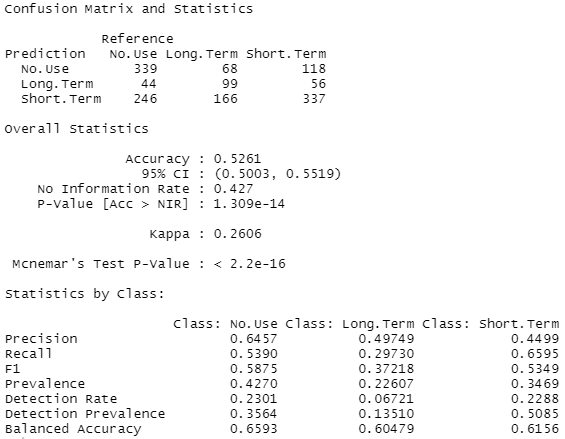 Confusion Matrix and Statistics
Reference
Prediction No.Use Long.Term Short.Term
No.Use 339 68 118
Long.Term 44 99 56
Short.Term 246 166 337
Overall Statistics
Accuracy : 0.5261
95% CI : (0.5003, 0.5519)
No Information Rate : 0.427
P-Value [Acc > NIR] : 1.309e-14
Kappa : 0.2606
Mcnemar's Test P-Value : < 2.2e-16
Statistics by Class:
Class: No.Use Class: Long.Term Class: Short.Term
Precision 0.6457 0.49749 0.4499
Recall 0.5390 0.29730 0.6595
F1 0.5875 0.37218 0.5349
Prevalence 0.4270 0.22607 0.3469
Detection Rate 0.2301 0.06721 0.2288
Detection Prevalence 0.3564 0.13510 0.5085
Balanced Accuracy 0.6593 0.60479 0.6156